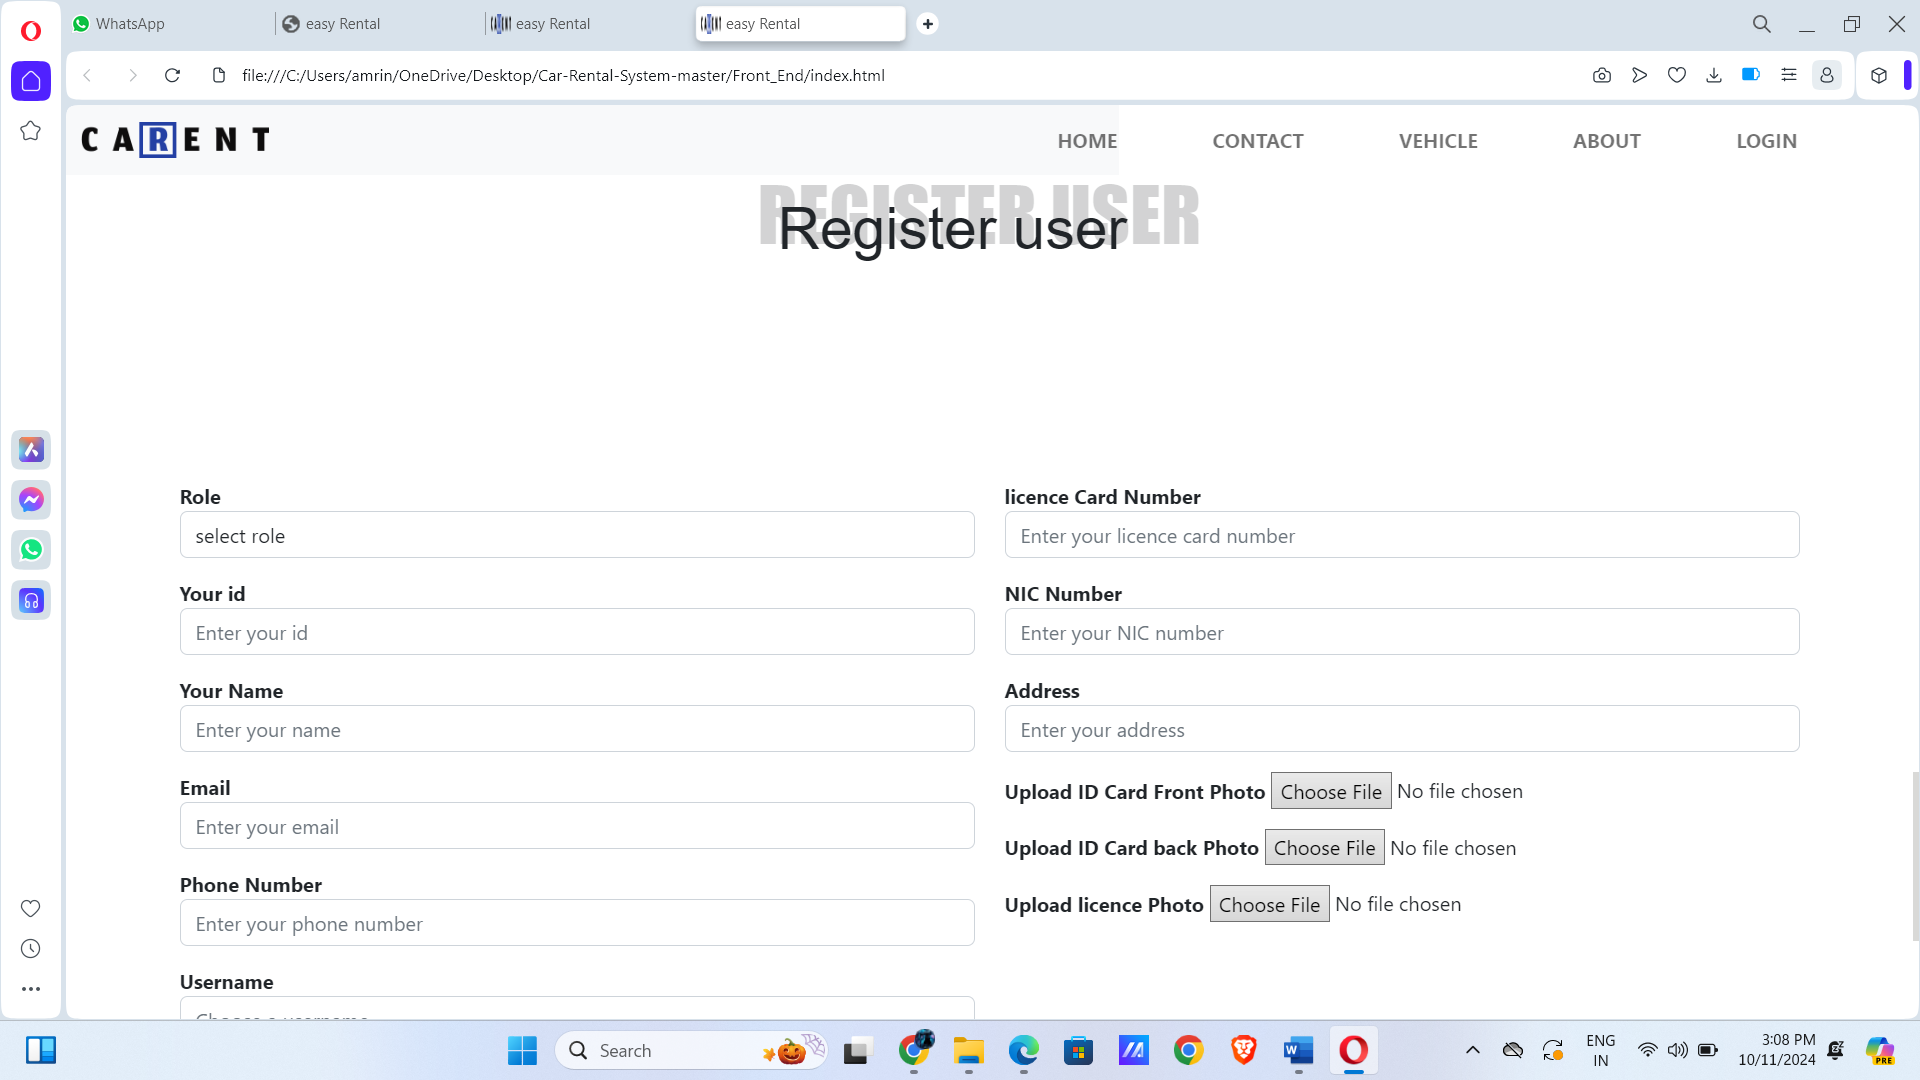 WhatsApp
easy Rental
easy Rental
easy Rental
file:///C:/Users/amrin/OneDrive/Desktop/Car-Rental-System-master/Front_End/index.html
CARENT
HOME
CONTACT
VEHICLE
ABOUT
LOGIN
REGISTER USER
Register user
Role
select role
Your id
Enter your id
Your Name
Enter your name
Email
Enter your email
Phone Number
Enter your phone number
Username
Choose a username
licence Card Number
Enter your licence card number
NIC Number
Enter your NIC number
Address
Enter your address
Upload ID Card Front Photo Choose File No file chosen
Upload ID Card back Photo Choose File No file chosen
Upload licence Photo Choose File No file chosen
Search
ENG
IN
3:08 PM
10/11/2024
PRE